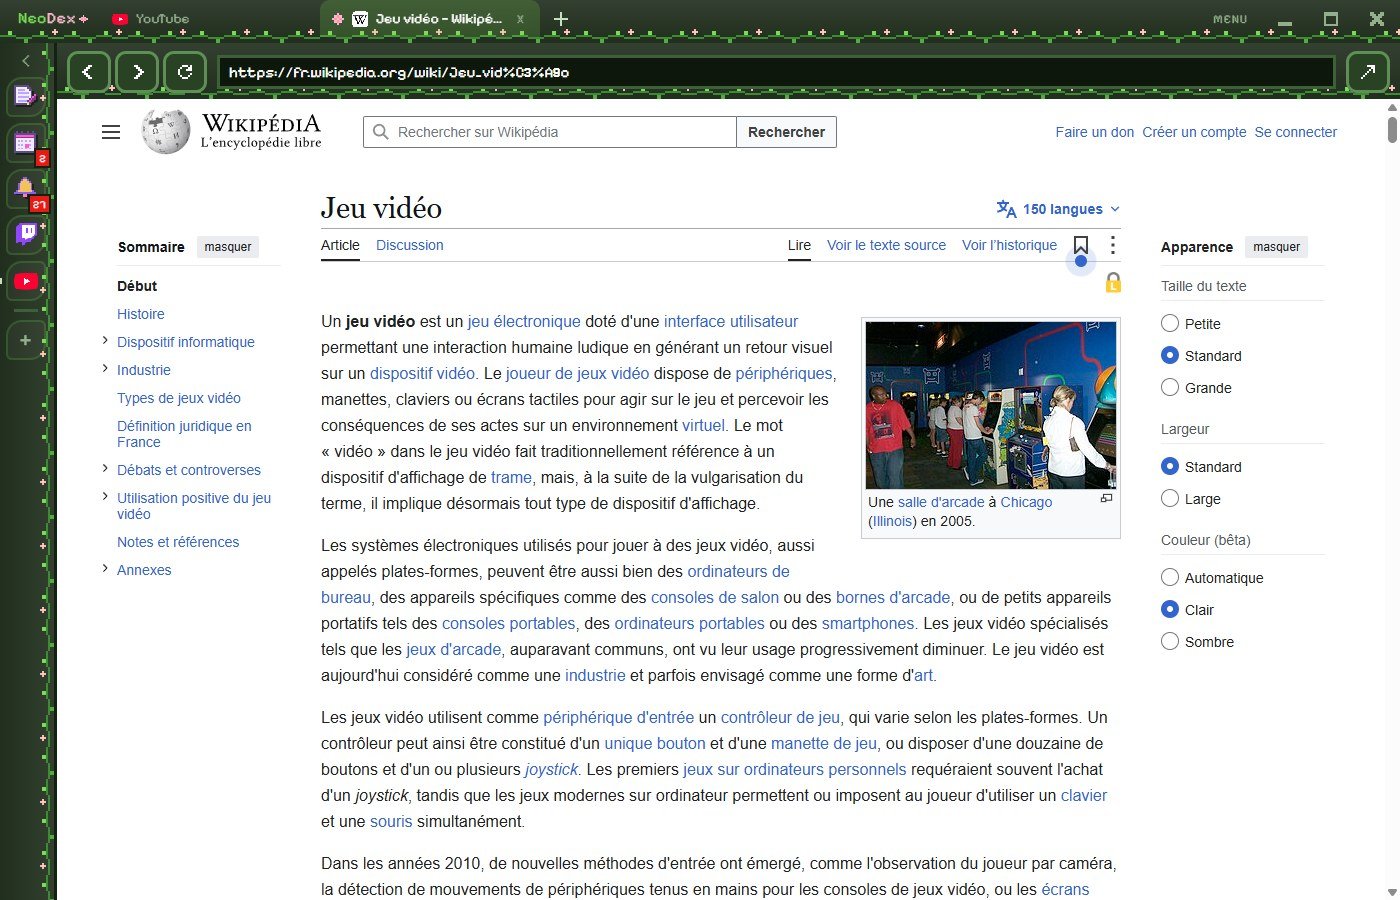 NeoDex
YouTube
Jeu vidéo – Wikipé...
x
MENU
https://fr.wikipedia.org/wiki/Jeu_vid%C3%A9o
WIKIPÉDIA
L'encyclopédie libre
Rechercher sur Wikipédia
Rechercher
Faire un don Créer un compte Se connecter
Jeu vidéo
150 langues
Article Discussion
Lire Voir le texte source Voir l’historique
Sommaire masquer
Début
Histoire
Dispositif informatique
Industrie
Types de jeux vidéo
Définition juridique en
France
Débats et controverses
Utilisation positive du jeu
vidéo
Notes et références
Annexes
Un jeu vidéo est un jeu électronique doté d'une interface utilisateur
permettant une interaction humaine ludique en générant un retour visuel
sur un dispositif vidéo. Le joueur de jeux vidéo dispose de périphériques,
manettes, claviers ou écrans tactiles pour agir sur le jeu et percevoir les
conséquences de ses actes sur un environnement virtuel. Le mot
« vidéo » dans le jeu vidéo fait traditionnellement référence à un
dispositif d'affichage de trame, mais, à la suite de la vulgarisation du
terme, il implique désormais tout type de dispositif d'affichage.
Une salle d'arcade à Chicago
(Illinois) en 2005.
Les systèmes électroniques utilisés pour jouer à des jeux vidéo, aussi
appelés plates-formes, peuvent être aussi bien des ordinateurs de
bureau, des appareils spécifiques comme des consoles de salon ou des bornes d'arcade, ou de petits appareils
portatifs tels des consoles portables, des ordinateurs portables ou des smartphones. Les jeux vidéo spécialisés
tels que les jeux d'arcade, auparavant communs, ont vu leur usage progressivement diminuer. Le jeu vidéo est
aujourd'hui considéré comme une industrie et parfois envisagé comme une forme d'art.
Les jeux vidéo utilisent comme périphérique d'entrée un contrôleur de jeu, qui varie selon les plates-formes. Un
contrôleur peut ainsi être constitué d'un unique bouton et d'une manette de jeu, ou disposer d'une douzaine de
boutons et d'un ou plusieurs joystick. Les premiers jeux sur ordinateurs personnels requéraient souvent l'achat
d'un joystick, tandis que les jeux modernes sur ordinateur permettent ou imposent au joueur d'utiliser un clavier
et une souris simultanément.
Dans les années 2010, de nouvelles méthodes d'entrée ont émergé, comme l'observation du joueur par caméra,
la détection de mouvements de périphériques tenus en mains pour les consoles de jeux vidéo, ou les écrans
Apparence masquer
Taille du texte
Petite
Standard
Grande
Largeur
Standard
Large
Couleur (bêta)
Automatique
Clair
Sombre